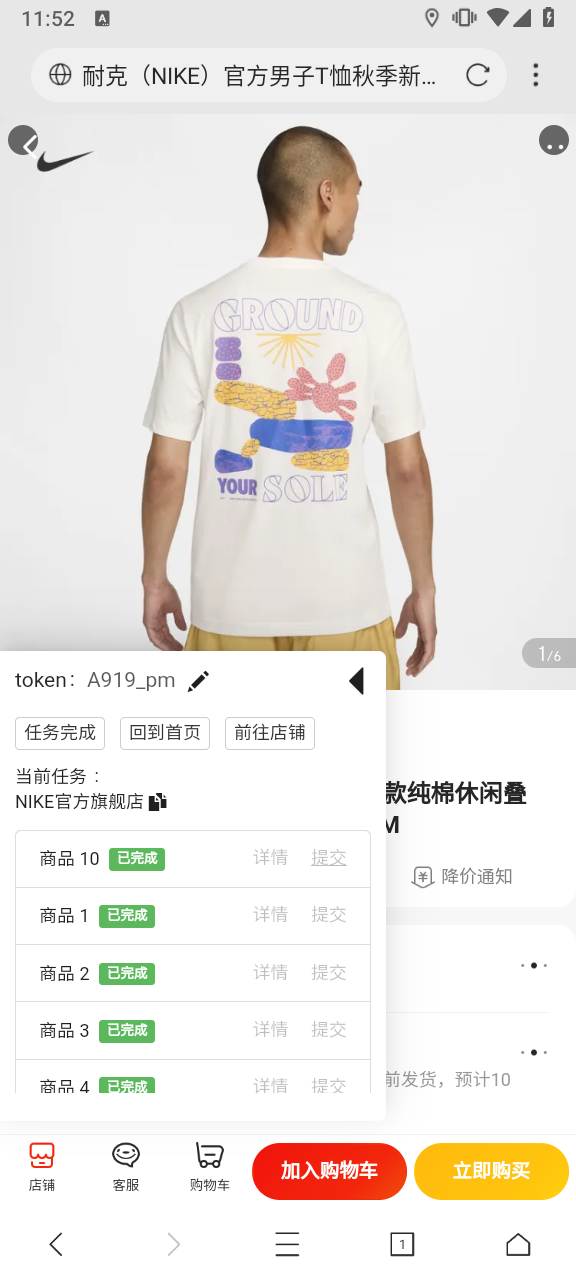 11:52
耐克（NIKE）官方男子T恤秋季新...
GROUND
YOUR SOLE
1/6
token： A919_pm
任务完成 回到首页 前往店铺
当前任务：
NIKE官方旗舰店
款纯棉休闲叠
M
商品 10 已完成 详情 提交
降价通知
商品 1 已完成 详情 提交
商品 2 已完成 详情 提交
商品 3 已完成 详情 提交
前发货，预计10
商品 4 已完成 详情 提交
店铺 客服 购物车 加入购物车 立即购买
1